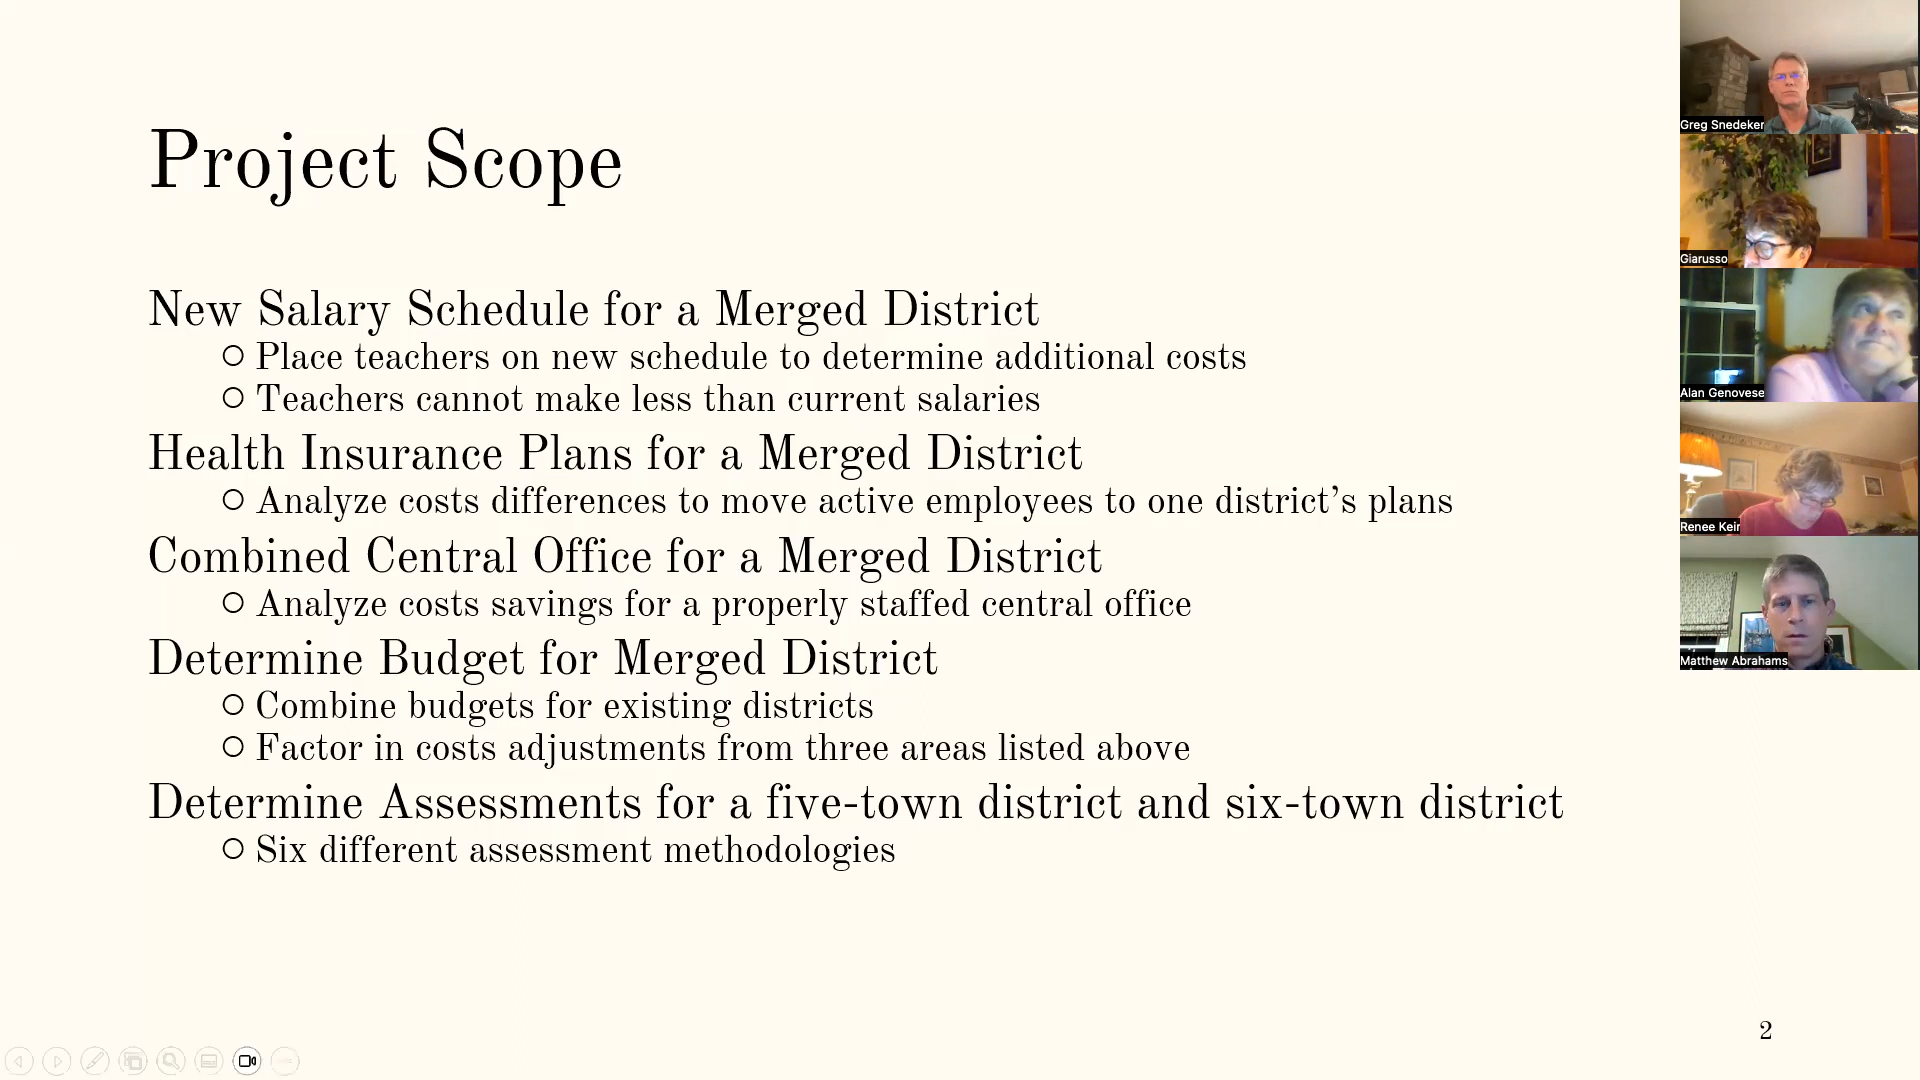 Project Scope
New Salary Schedule for a Merged District
Place teachers on new schedule to determine additional costs
Teachers cannot make less than current salaries
Health Insurance Plans for a Merged District
Analyze costs differences to move active employees to one district’s plans
Combined Central Office for a Merged District
Analyze costs savings for a properly staffed central office
Determine Budget for Merged District
Combine budgets for existing districts
Factor in costs adjustments from three areas listed above
Determine Assessments for a five-town district and six-town district
Six different assessment methodologies
2
Greg Snedeker
Giarusso
Alan Genovese
Renee Keir
Matthew Abrahams